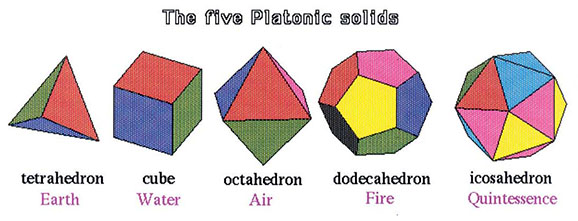 The five Platonic solids
tetrahedron cube octahedron dodecahedron icosahedron
Earth Water Air Fire Quintessence